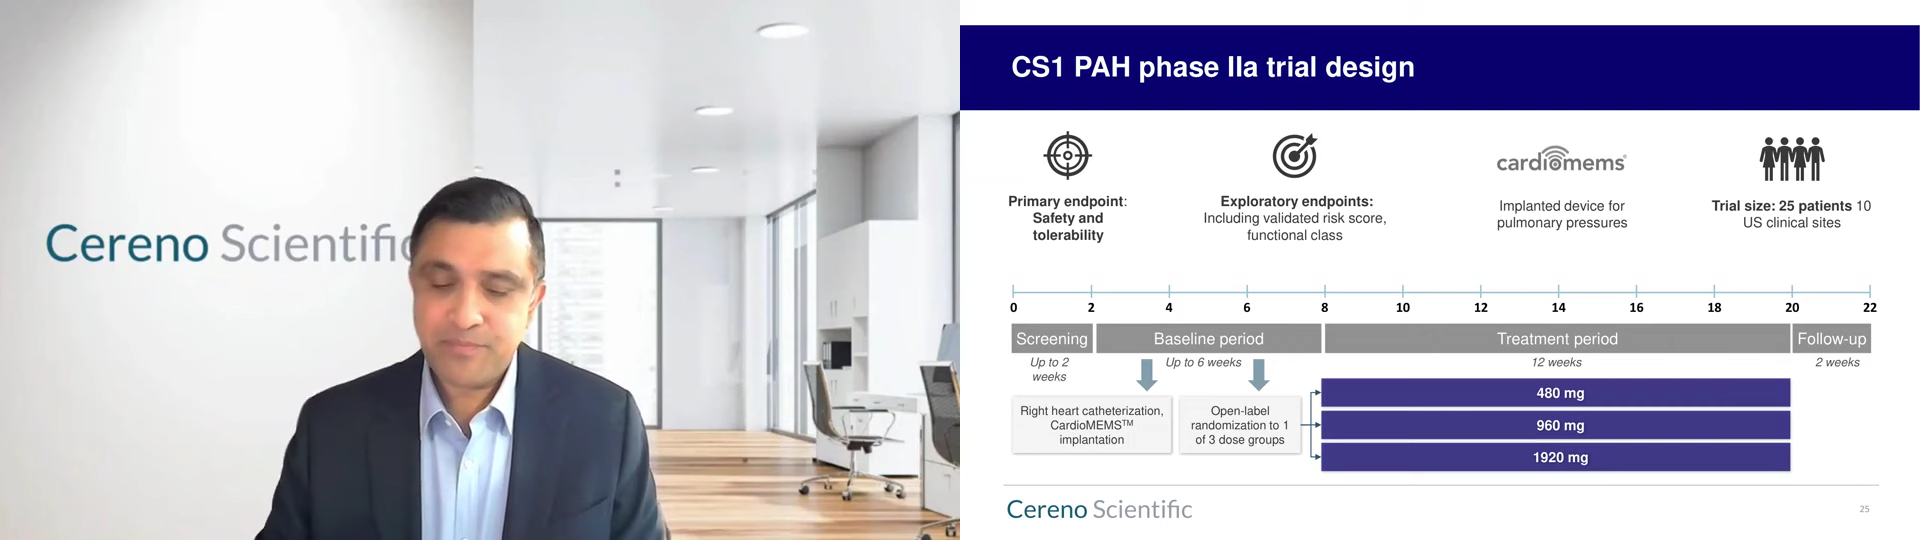 Cereno Scientific
CS1 PAH phase IIa trial design
Primary endpoint:
Safety and
tolerability
Exploratory endpoints:
Including validated risk score,
functional class
cardiomems
Implanted device for
pulmonary pressures
Trial size: 25 patients 10
US clinical sites
0 2 4 6 8 10 12 14 16 18 20 22
Screening Baseline period Treatment period Follow-up
Up to 2
weeks
Up to 6 weeks
12 weeks
2 weeks
Right heart catheterization,
CardioMEMS™
implantation
Open-label
randomization to 1
of 3 dose groups
480 mg
960 mg
1920 mg
Cereno Scientific
25